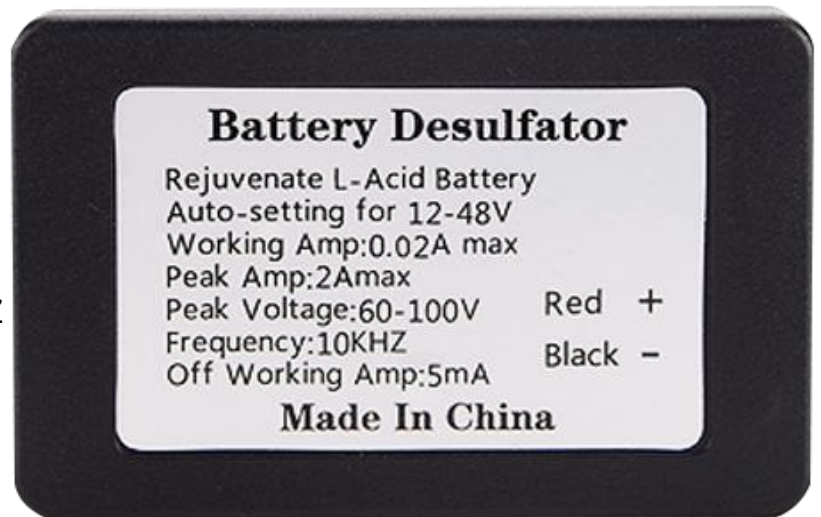 Battery Desulfator
Rejuvenate L-Acid Battery
Auto-setting for 12-48V
Working Amp:0.02A max
Peak Amp:2Amax
Peak Voltage:60-100V
Frequency:10KHZ
Off Working Amp:5mA
Red +
Black -
Made In China